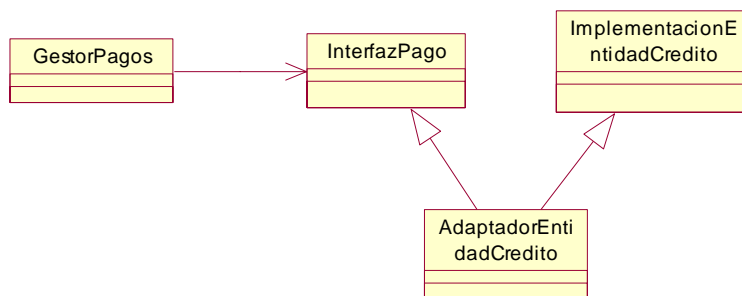 GestorPagos
InterfazPago
ImplementacionE
ntidadCredito
AdaptadorEnti
dadCredito